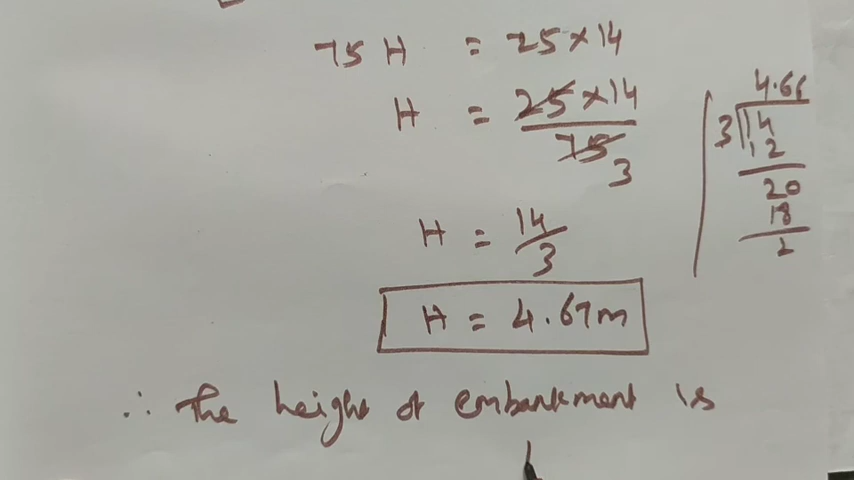 75 H = 25 × 14
H = 25 × 14 / 75 3
H = 14 / 3
H = 4.67m
∴ The height of embankment is
4.66
3 14
12
20
18
2